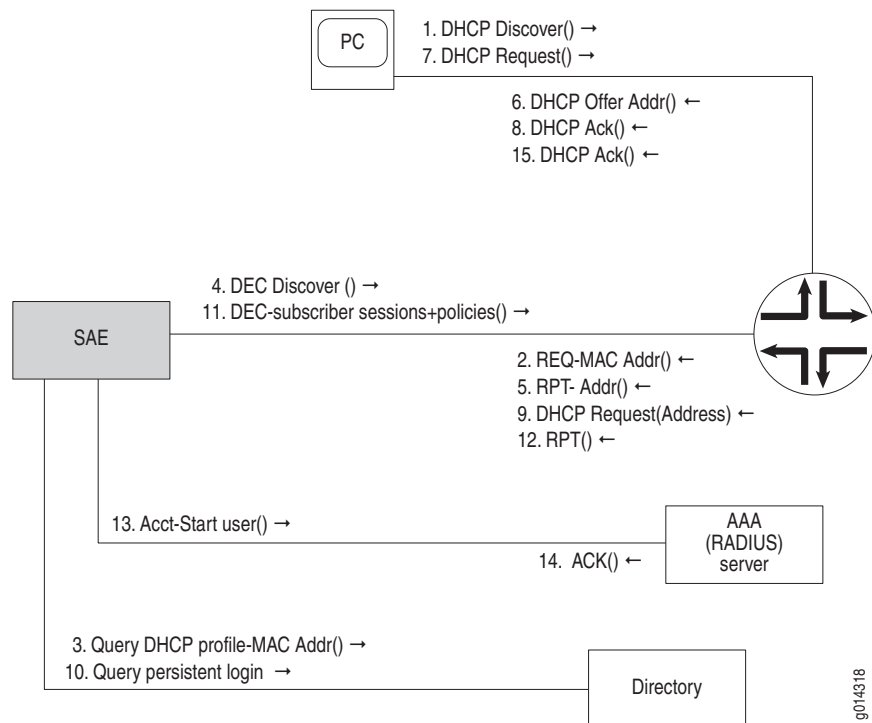 PC
1. DHCP Discover() →
7. DHCP Request() →
6. DHCP Offer Addr() ←
8. DHCP Ack() ←
15. DHCP Ack() ←
4. DEC Discover () →
11. DEC-subscriber sessions+policies() →
SAE
2. REQ-MAC Addr() ←
5. RPT- Addr() ←
9. DHCP Request(Address) ←
12. RPT() ←
13. Acct-Start user() →
14. ACK() ←
AAA
(RADIUS)
server
3. Query DHCP profile-MAC Addr() →
10. Query persistent login →
Directory
g014318